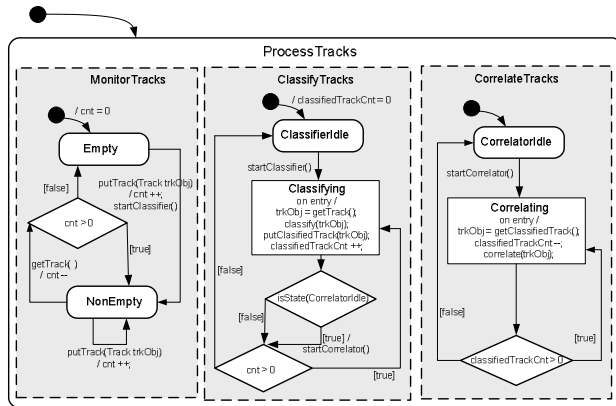 ProcessTracks
MonitorTracks
/ cnt = 0
Empty
[false]
putTrack(Track trkObj)
/ cnt ++;
startClassifier()
cnt >0
[true]
getTrack( )
/ cnt --
NonEmpty
putTrack(Track trkObj)
/ cnt ++;
ClassifyTracks
/ classifiedTrackCnt = 0
ClassifierIdle
startClassifier()
Classifying
on entry /
trkObj = getTrack();
classify(trkObj);
putClasifiedTrack(trkObj);
classifiedTrackCnt ++;
[false]
isState(CorrelatorIdle)
[false]
[true] /
startCorrelator()
cnt > 0
[true]
CorrelateTracks
CorrelatorIdle
startCorrelator()
Correlating
on entry /
trkObj = getClassifiedTrack();
classifiedTrackCnt--;
correlate(trkObj);
[false]
[true]
classifiedTrackCnt > 0